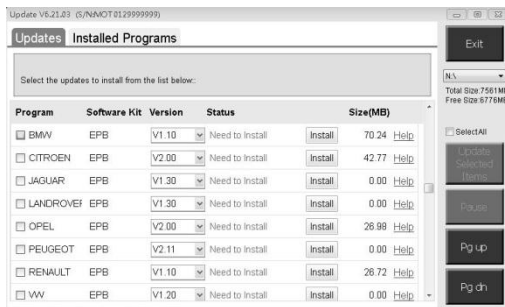 Update V6.21.03 (S/N:MOT0129999999)
Updates Installed Programs
Exit
Select the updates to install from the list below::
N:\
Total Size:7561M
Free Size:6776M
Program Software Kit Version Status Size(MB)
SelectAll
BMW EPB V1.10 Need to Install Install 70.24 Help
CITROEN EPB V2.00 Need to Install Install 42.77 Help
Update Selected Items
JAGUAR EPB V1.30 Need to Install Install 0.00 Help
LANDROVER EPB V1.30 Need to Install Install 0.00 Help
Pause
OPEL EPB V2.00 Need to Install Install 26.98 Help
PEUGEOT EPB V2.11 Need to Install Install 0.00 Help
Pg up
RENAULT EPB V1.10 Need to Install Install 26.72 Help
VW EPB V1.20 Need to Install Install 0.00 Help
Pg dn